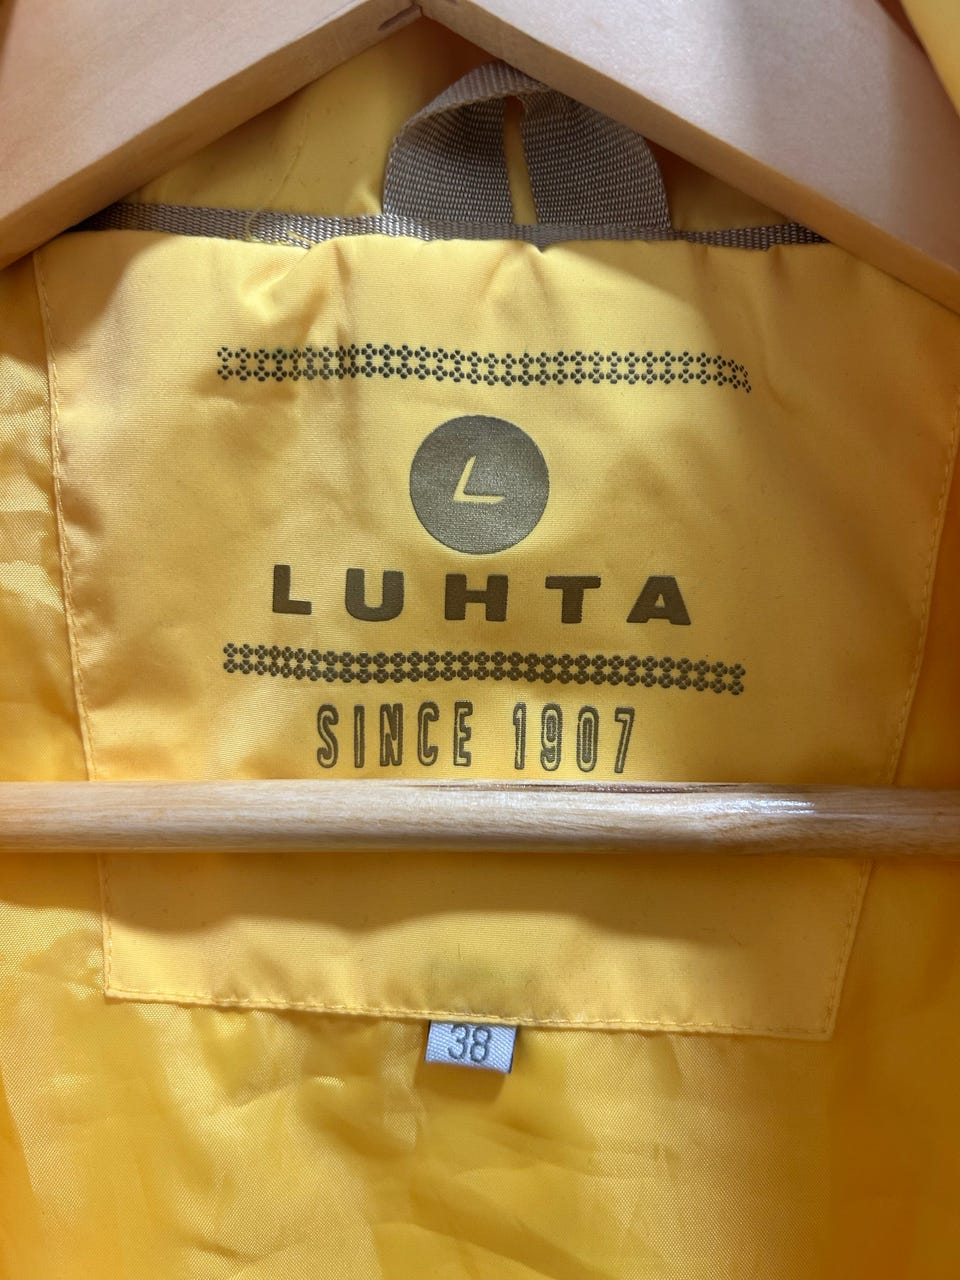 L
LUHTA
SINCE 1907
38